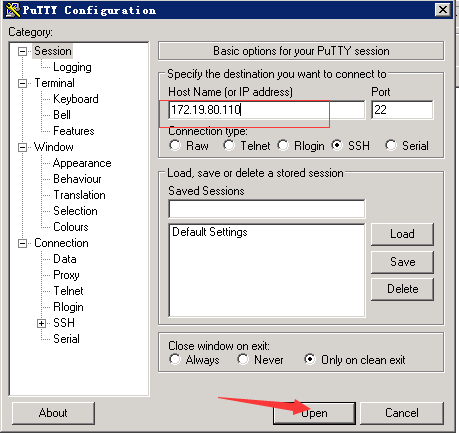 PuTTY Configuration
Category:
Session
Logging
Terminal
Keyboard
Bell
Features
Window
Appearance
Behaviour
Translation
Selection
Colours
Connection
Data
Proxy
Telnet
Rlogin
SSH
Serial
Basic options for your PuTTY session
Specify the destination you want to connect to
Host Name (or IP address) Port
172.19.80.110 22
Connection type:
Raw Telnet Rlogin SSH Serial
Load, save or delete a stored session
Saved Sessions
Default Settings
Load
Save
Delete
Close window on exit:
Always Never Only on clean exit
About Open Cancel